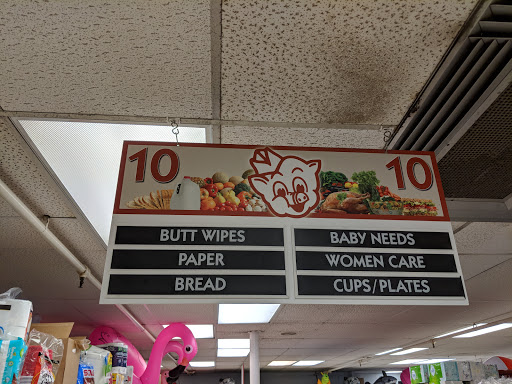 10 10
BUTT WIPES BABY NEEDS
PAPER WOMEN CARE
BREAD CUPS/PLATES